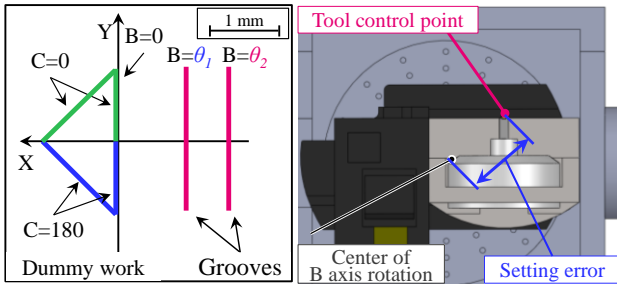 Y
B=0
1 mm
C=0
B=θ1
B=θ2
X
C=180
Dummy work
Grooves
Tool control point
Center of
B axis rotation
Setting error